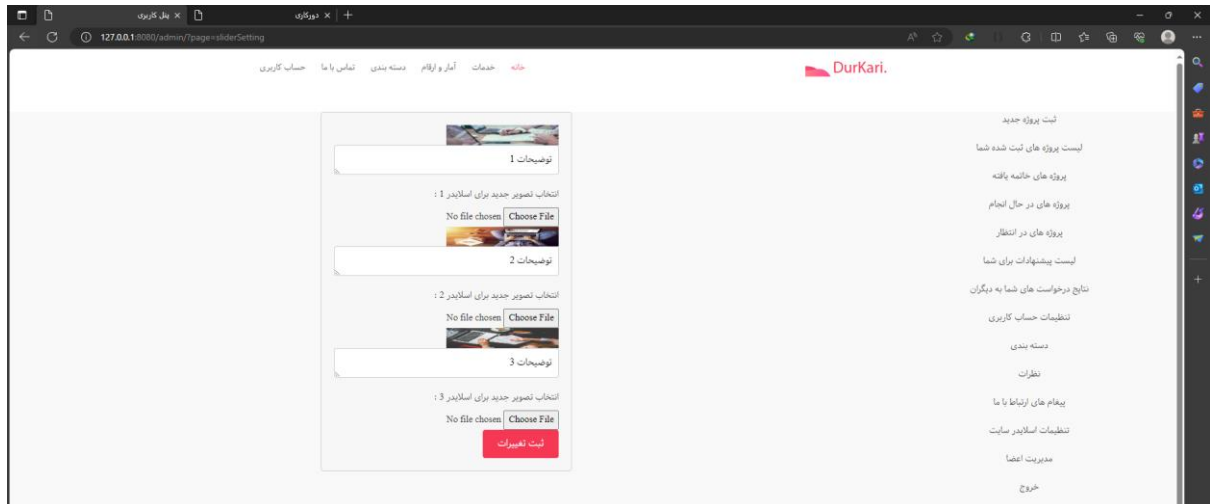 پنل کاربری
دورکاری
127.0.0.1:8080/admin/?page=sliderSetting
DurKari.
خانه خدمات آمار و ارقام دسته بندی تماس با ما حساب کاربری
ثبت پروژه جدید
لیست پروژه های ثبت شده شما
پروژه های خاتمه یافته
پروژه های در حال انجام
پروژه های در انتظار
لیست پیشنهادات برای شما
نتایج درخواست های شما به دیگران
تنظیمات حساب کاربری
دسته بندی
نظرات
پیغام های ارتباط با ما
تنظیمات اسلایدر سایت
مدیریت اعضا
خروج
توضیحات 1
انتخاب تصویر جدید برای اسلایدر 1 :
Choose File No file chosen
توضیحات 2
انتخاب تصویر جدید برای اسلایدر 2 :
Choose File No file chosen
توضیحات 3
انتخاب تصویر جدید برای اسلایدر 3 :
Choose File No file chosen
ثبت تغییرات